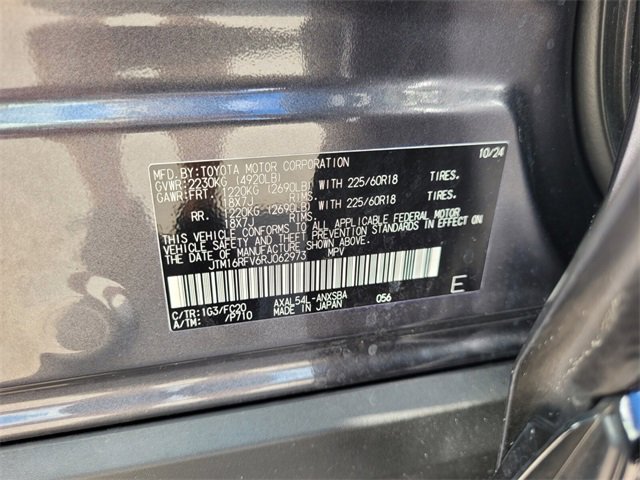 MFD.BY:TOYOTA MOTOR CORPORATION 10/24
GVWR:2230KG (4920LB)
GAWR:FRT. 1220KG (2690LB) WITH 225/60R18 TIRES.
18X7J RIMS.
RR. 1220KG (2690LB) WITH 225/60R18 TIRES.
18X7J RIMS.
THIS VEHICLE CONFORMS TO ALL APPLICABLE FEDERAL MOTOR
VEHICLE SAFETY AND THEFT PREVENTION STANDARDS IN EFFECT ON
THE DATE OF MANUFACTURE SHOWN ABOVE.
JTM16RFV6RJ062973 MPV
C/TR:1G3/FC20 AXAL54L-ANXSBA 056 E
A/TM: /P710 MADE IN JAPAN